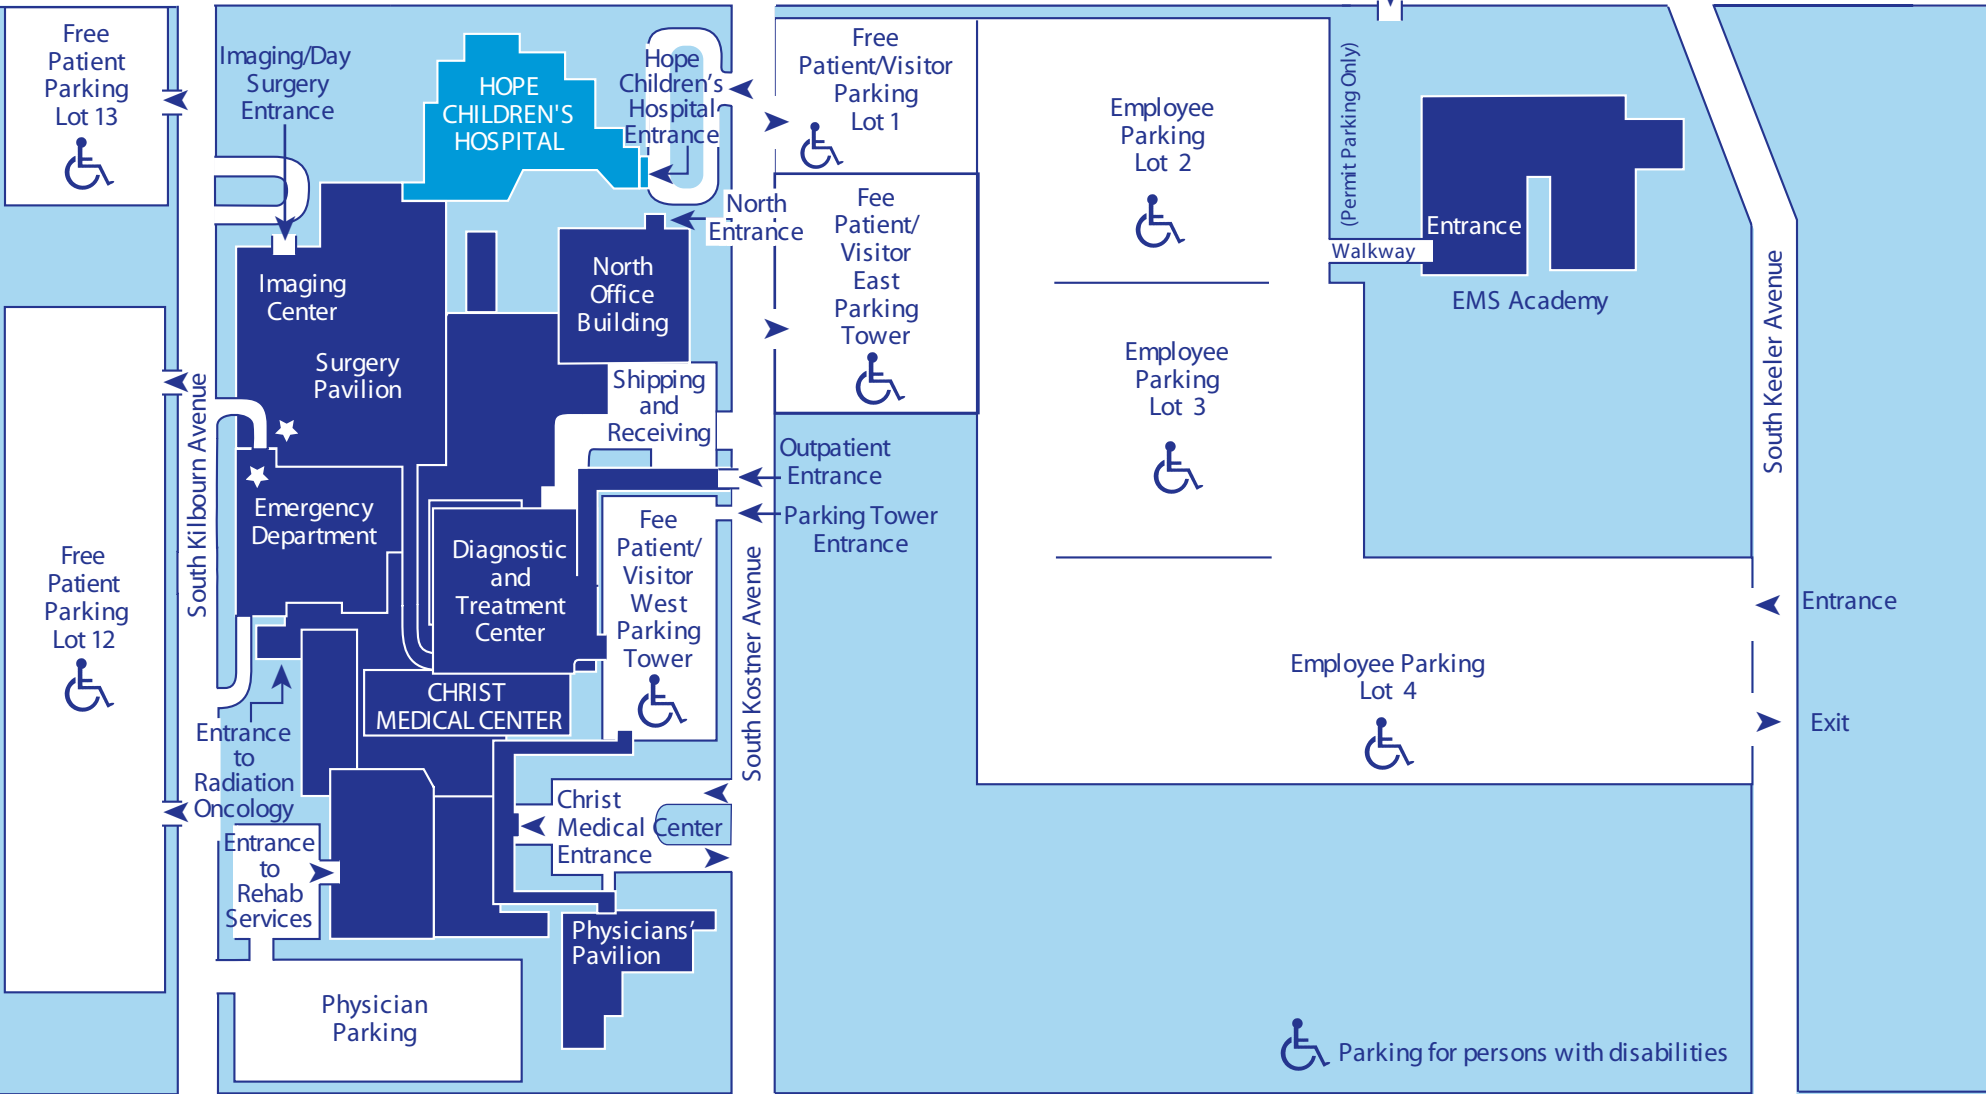 Free
Patient
Parking
Lot 13
Imaging/Day
Surgery
Entrance
HOPE
CHILDREN'S
HOSPITAL
Hope
Children's
Hospital
Entrance
Free
Patient/Visitor
Parking
Lot 1
Employee
Parking
Lot 2
(Permit Parking Only)
Entrance
Walkway
EMS Academy
North
Entrance
Fee
Patient/
Visitor
East
Parking
Tower
Imaging
Center
Surgery
Pavilion
North
Office
Building
Shipping
and
Receiving
Employee
Parking
Lot 3
South Keeler Avenue
South Kilbourn Avenue
Outpatient
Entrance
Parking Tower
Entrance
Emergency
Department
Diagnostic
and
Treatment
Center
Fee
Patient/
Visitor
West
Parking
Tower
South Kostner Avenue
Free
Patient
Parking
Lot 12
Entrance
Employee Parking
Lot 4
Exit
CHRIST
MEDICAL CENTER
Entrance
to
Radiation
Oncology
Christ
Medical Center
Entrance
Entrance
to
Rehab
Services
Physicians'
Pavilion
Physician
Parking
Parking for persons with disabilities